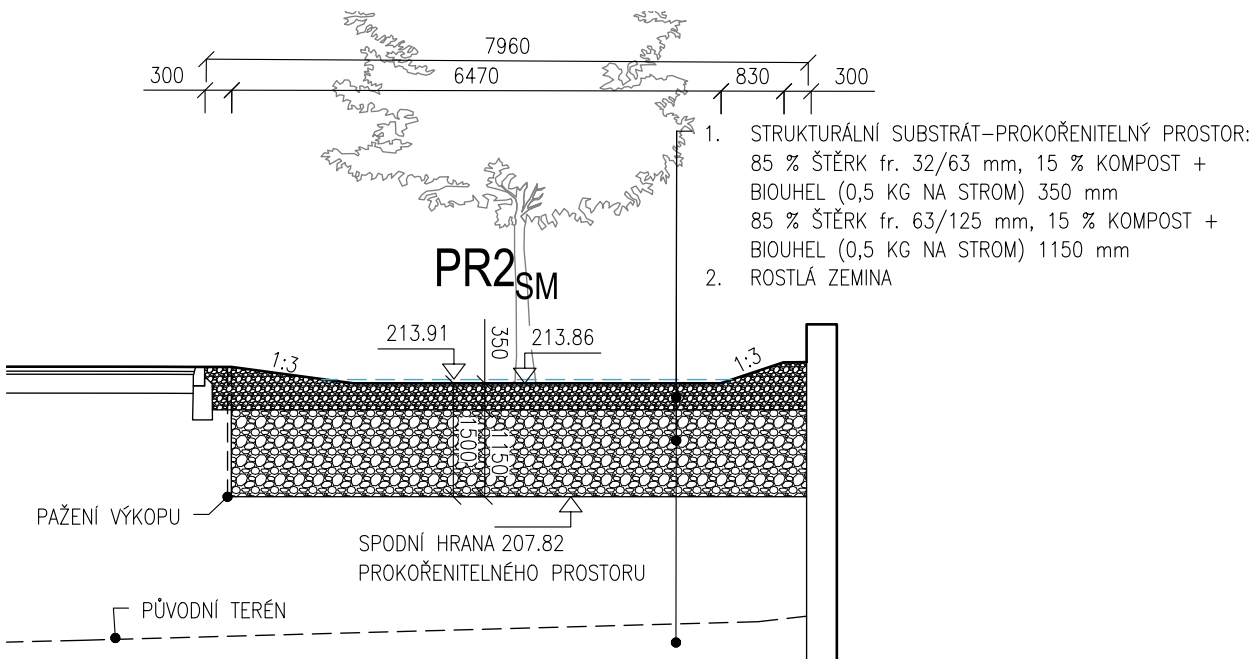 7960
300
6470
830
300
1. STRUKTURÁLNÍ SUBSTRÁT-PROKOŘENITELNÝ PROSTOR:
85 % ŠTĚRK fr. 32/63 mm, 15 % KOMPOST +
BIOUHEL (0,5 KG NA STROM) 350 mm
85 % ŠTĚRK fr. 63/125 mm, 15 % KOMPOST +
BIOUHEL (0,5 KG NA STROM) 1150 mm
2. ROSTLÁ ZEMINA
PR2SM
213.91
350
213.86
1:3
1:3
1500
1150
PAŽENÍ VÝKOPU
SPODNÍ HRANA 207.82
PROKOŘENITELNÉHO PROSTORU
PŮVODNÍ TERÉN